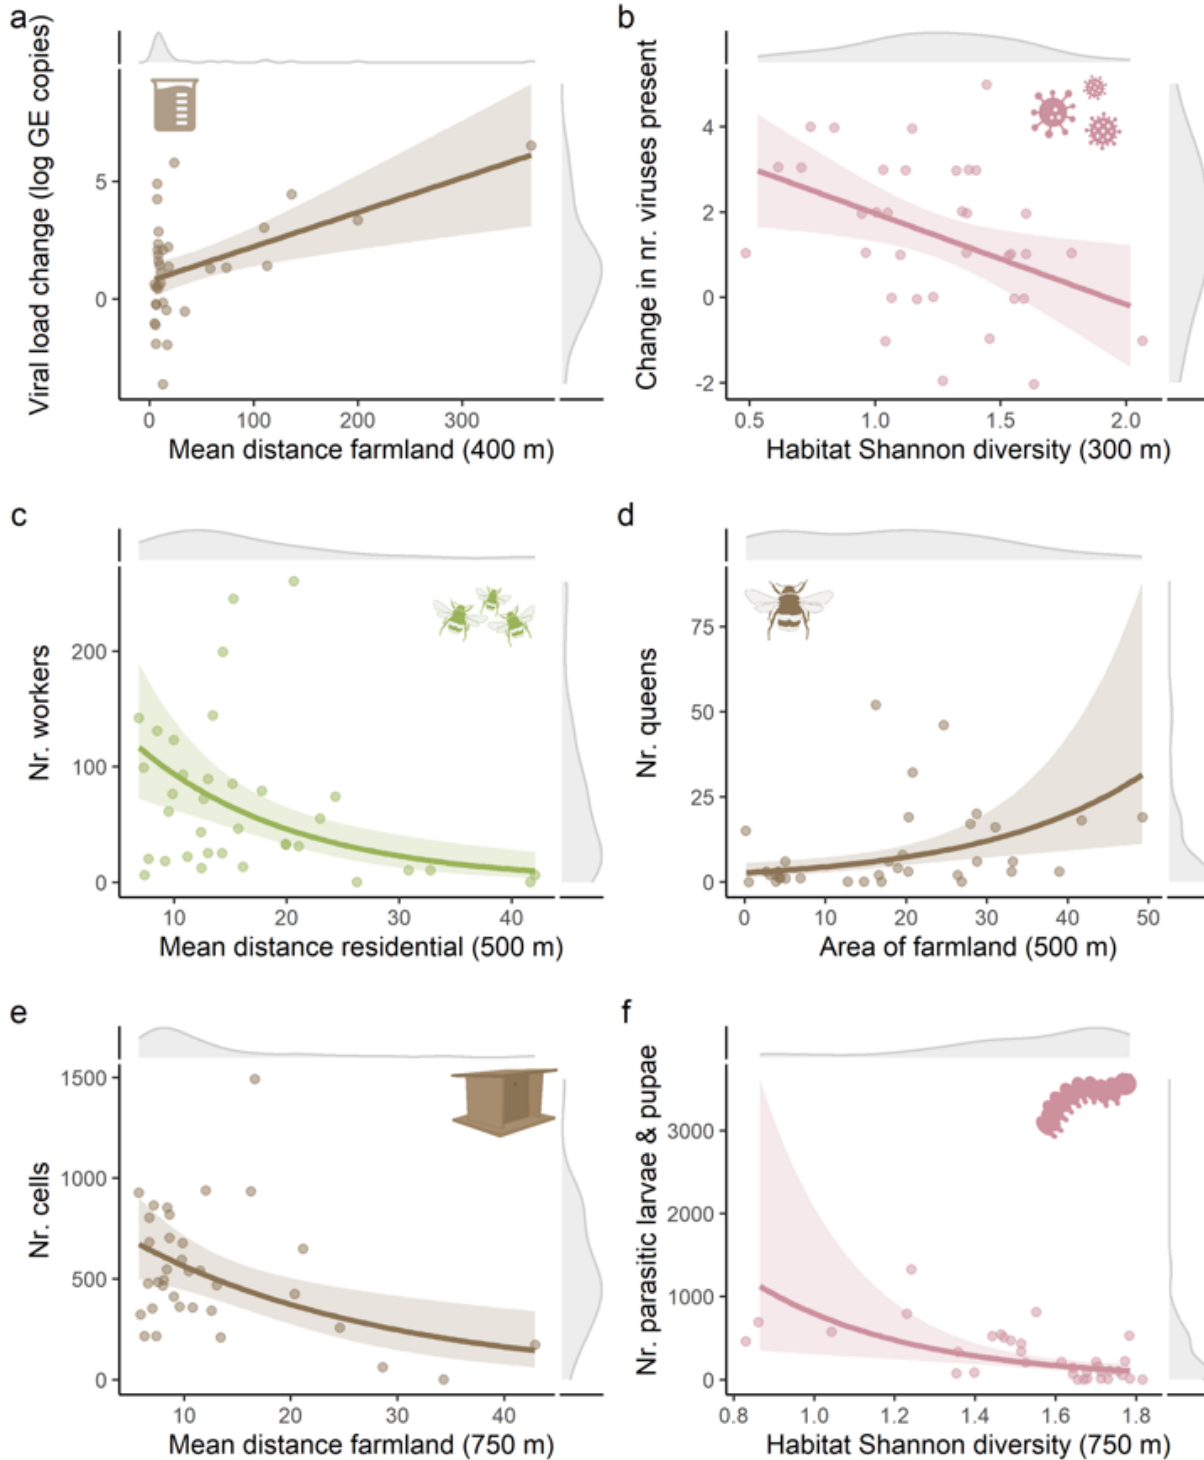 a
Viral load change (log GE copies)
5
0
0 100 200 300
Mean distance farmland (400 m)
b
Change in nr. viruses present
4
2
0
-2
0.5 1.0 1.5 2.0
Habitat Shannon diversity (300 m)
c
Nr. workers
200
100
0
10 20 30 40
Mean distance residential (500 m)
d
Nr. queens
75
50
25
0
0 10 20 30 40 50
Area of farmland (500 m)
e
Nr. cells
1500
1000
500
0
10 20 30 40
Mean distance farmland (750 m)
f
Nr. parasitic larvae & pupae
3000
2000
1000
0
0.8 1.0 1.2 1.4 1.6 1.8
Habitat Shannon diversity (750 m)